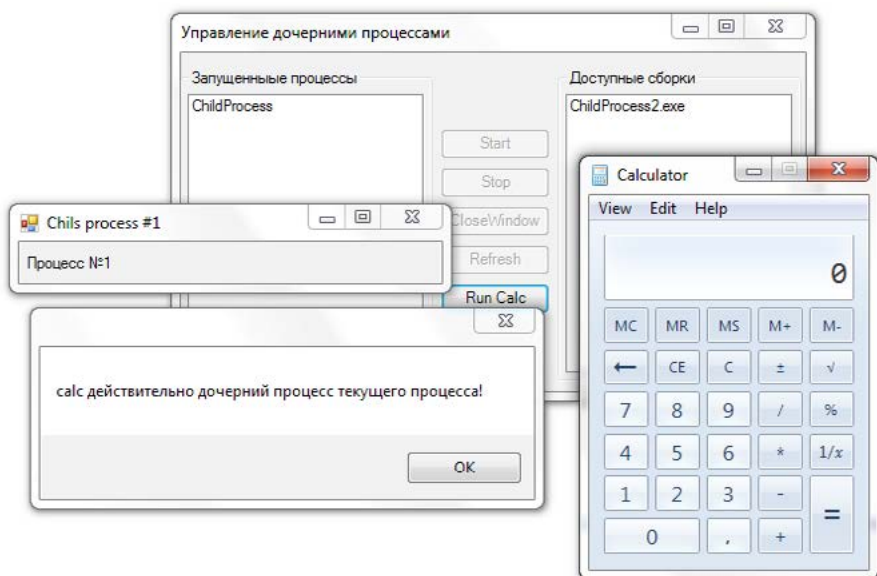 Управление дочерними процессами
Запущенныые процессы
Доступные сборки
ChildProcess
ChildProcess2.exe
Start
Stop
CloseWindow
Refresh
Run Calc
Chils process #1
Процесс №1
calc действительно дочерний процесс текущего процесса!
OK
Calculator
View Edit Help
0
MC MR MS M+ M-
← CE C ± √
7 8 9 / %
4 5 6 * 1/x
1 2 3 - =
0 , +